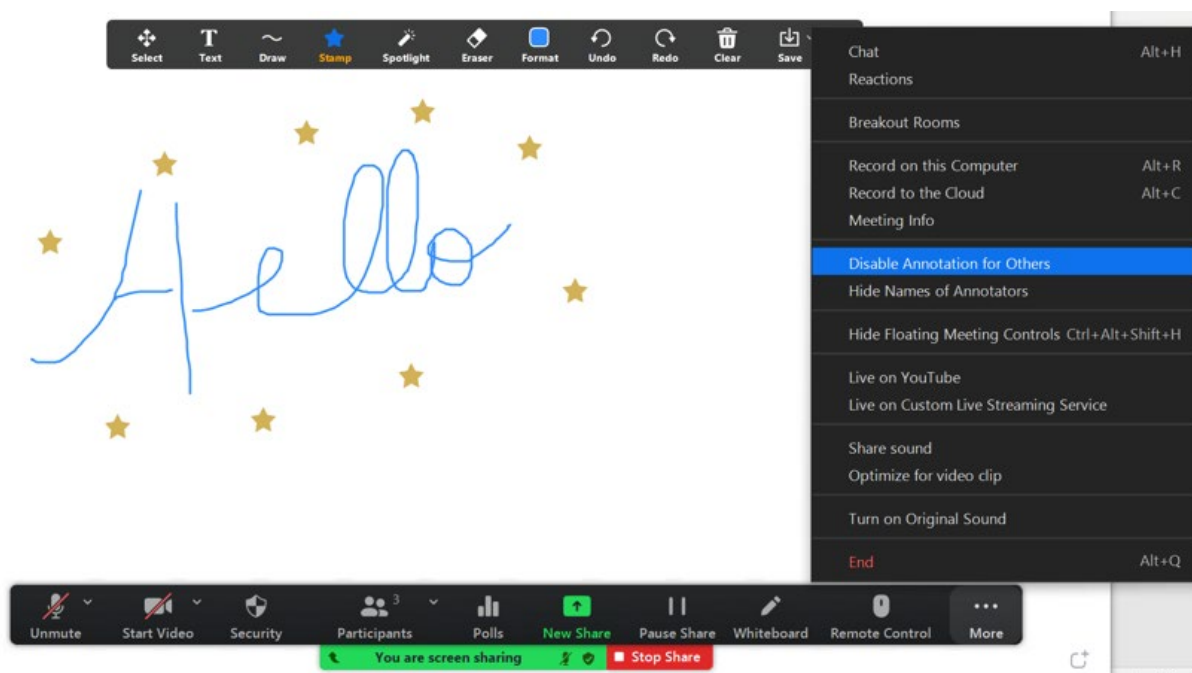 Select Text Draw Stamp Spotlight Eraser Format Undo Redo Clear Save
Hello
Chat Alt+H
Reactions
Breakout Rooms
Record on this Computer Alt+R
Record to the Cloud Alt+C
Meeting Info
Disable Annotation for Others
Hide Names of Annotators
Hide Floating Meeting Controls Ctrl+Alt+Shift+H
Live on YouTube
Live on Custom Live Streaming Service
Share sound
Optimize for video clip
Turn on Original Sound
End Alt+Q
3
Unmute Start Video Security Participants Polls New Share Pause Share Whiteboard Remote Control More
You are screen sharing Stop Share